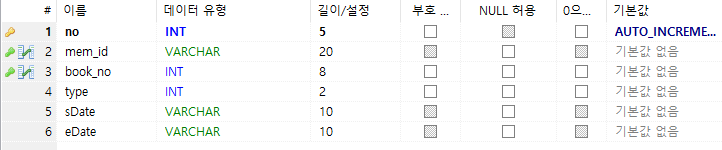 # 이름 데이터 유형 길이/설정 부호 ... NULL 허용 0으... 기본값
1 no INT 5 AUTO_INCREME...
2 mem_id VARCHAR 20 기본값 없음
3 book_no INT 8 기본값 없음
4 type INT 2 기본값 없음
5 sDate VARCHAR 10 기본값 없음
6 eDate VARCHAR 10 기본값 없음